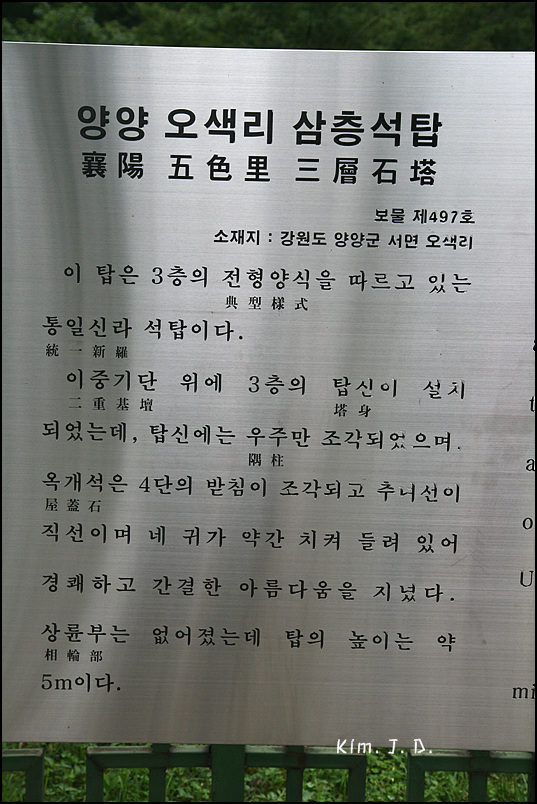 양양 오색리 삼층석탑
襄陽 五色里 三層石塔
보물 제497호
소재지 : 강원도 양양군 서면 오색리
이 탑은 3층의 전형양식을 따르고 있는
典型樣式
통일신라 석탑이다.
統一新羅
이중기단 위에 3층의 탑신이 설치
二重基壇 塔身
되었는데, 탑신에는 우주만 조각되었으며,
隅柱
옥개석은 4단의 받침이 조각되고 추녀선이
屋蓋石
직선이며 네 귀가 약간 치켜 들려 있어
경쾌하고 간결한 아름다움을 지녔다.
상륜부는 없어졌는데 탑의 높이는 약
相輪部
5m이다.
Kim. J. D.